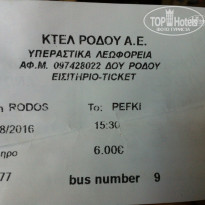 TOP HOTELS
ΚΤΕΛ ΡΟΔΟΥ Α.Ε.
ΥΠΕΡΑΣΤΙΚΑ ΛΕΩΦΟΡΕΙΑ
ΑΦ.Μ. 097428022 ΔΟΥ ΡΟΔΟΥ
ΕΙΣΙΤΗΡΙΟ-TICKET
m RODOS To: PEFKI
8/2016 15:30
ηρο 6.00€
77 bus number 9